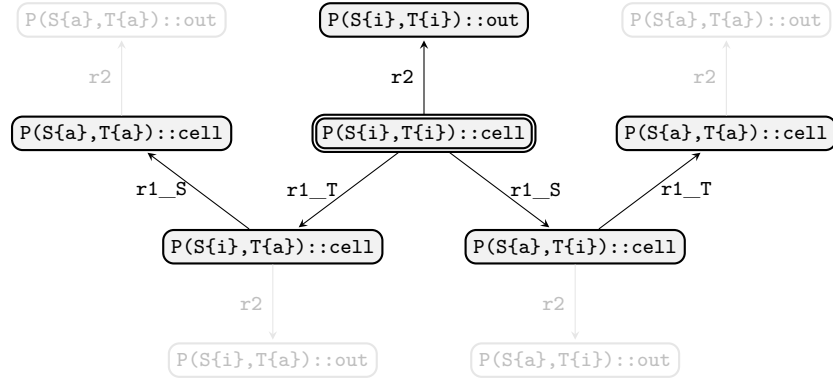 P(S{a},T{a})::out
P(S{i},T{i})::out
P(S{a},T{a})::out
r2
r2
r2
P(S{a},T{a})::cell
P(S{i},T{i})::cell
P(S{a},T{a})::cell
r1__S
r1__T
r1__S
r1__T
P(S{i},T{a})::cell
P(S{a},T{i})::cell
r2
r2
P(S{i},T{a})::out
P(S{a},T{i})::out